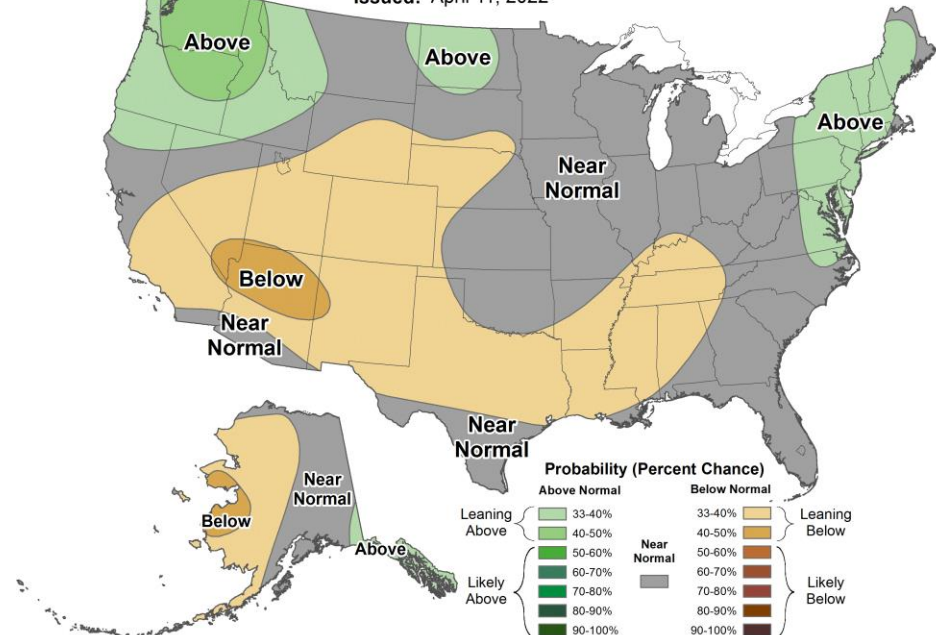 Issued: April 11, 2022
Above
Above
Above
Near
Normal
Below
Near
Normal
Near
Normal
Near
Normal
Below
Above
Probability (Percent Chance)
Above Normal
Below Normal
Leaning
Above
33-40%
40-50%
Likely
Above
50-60%
60-70%
70-80%
80-90%
90-100%
Near
Normal
33-40%
40-50%
Leaning
Below
50-60%
60-70%
70-80%
80-90%
90-100%
Likely
Below